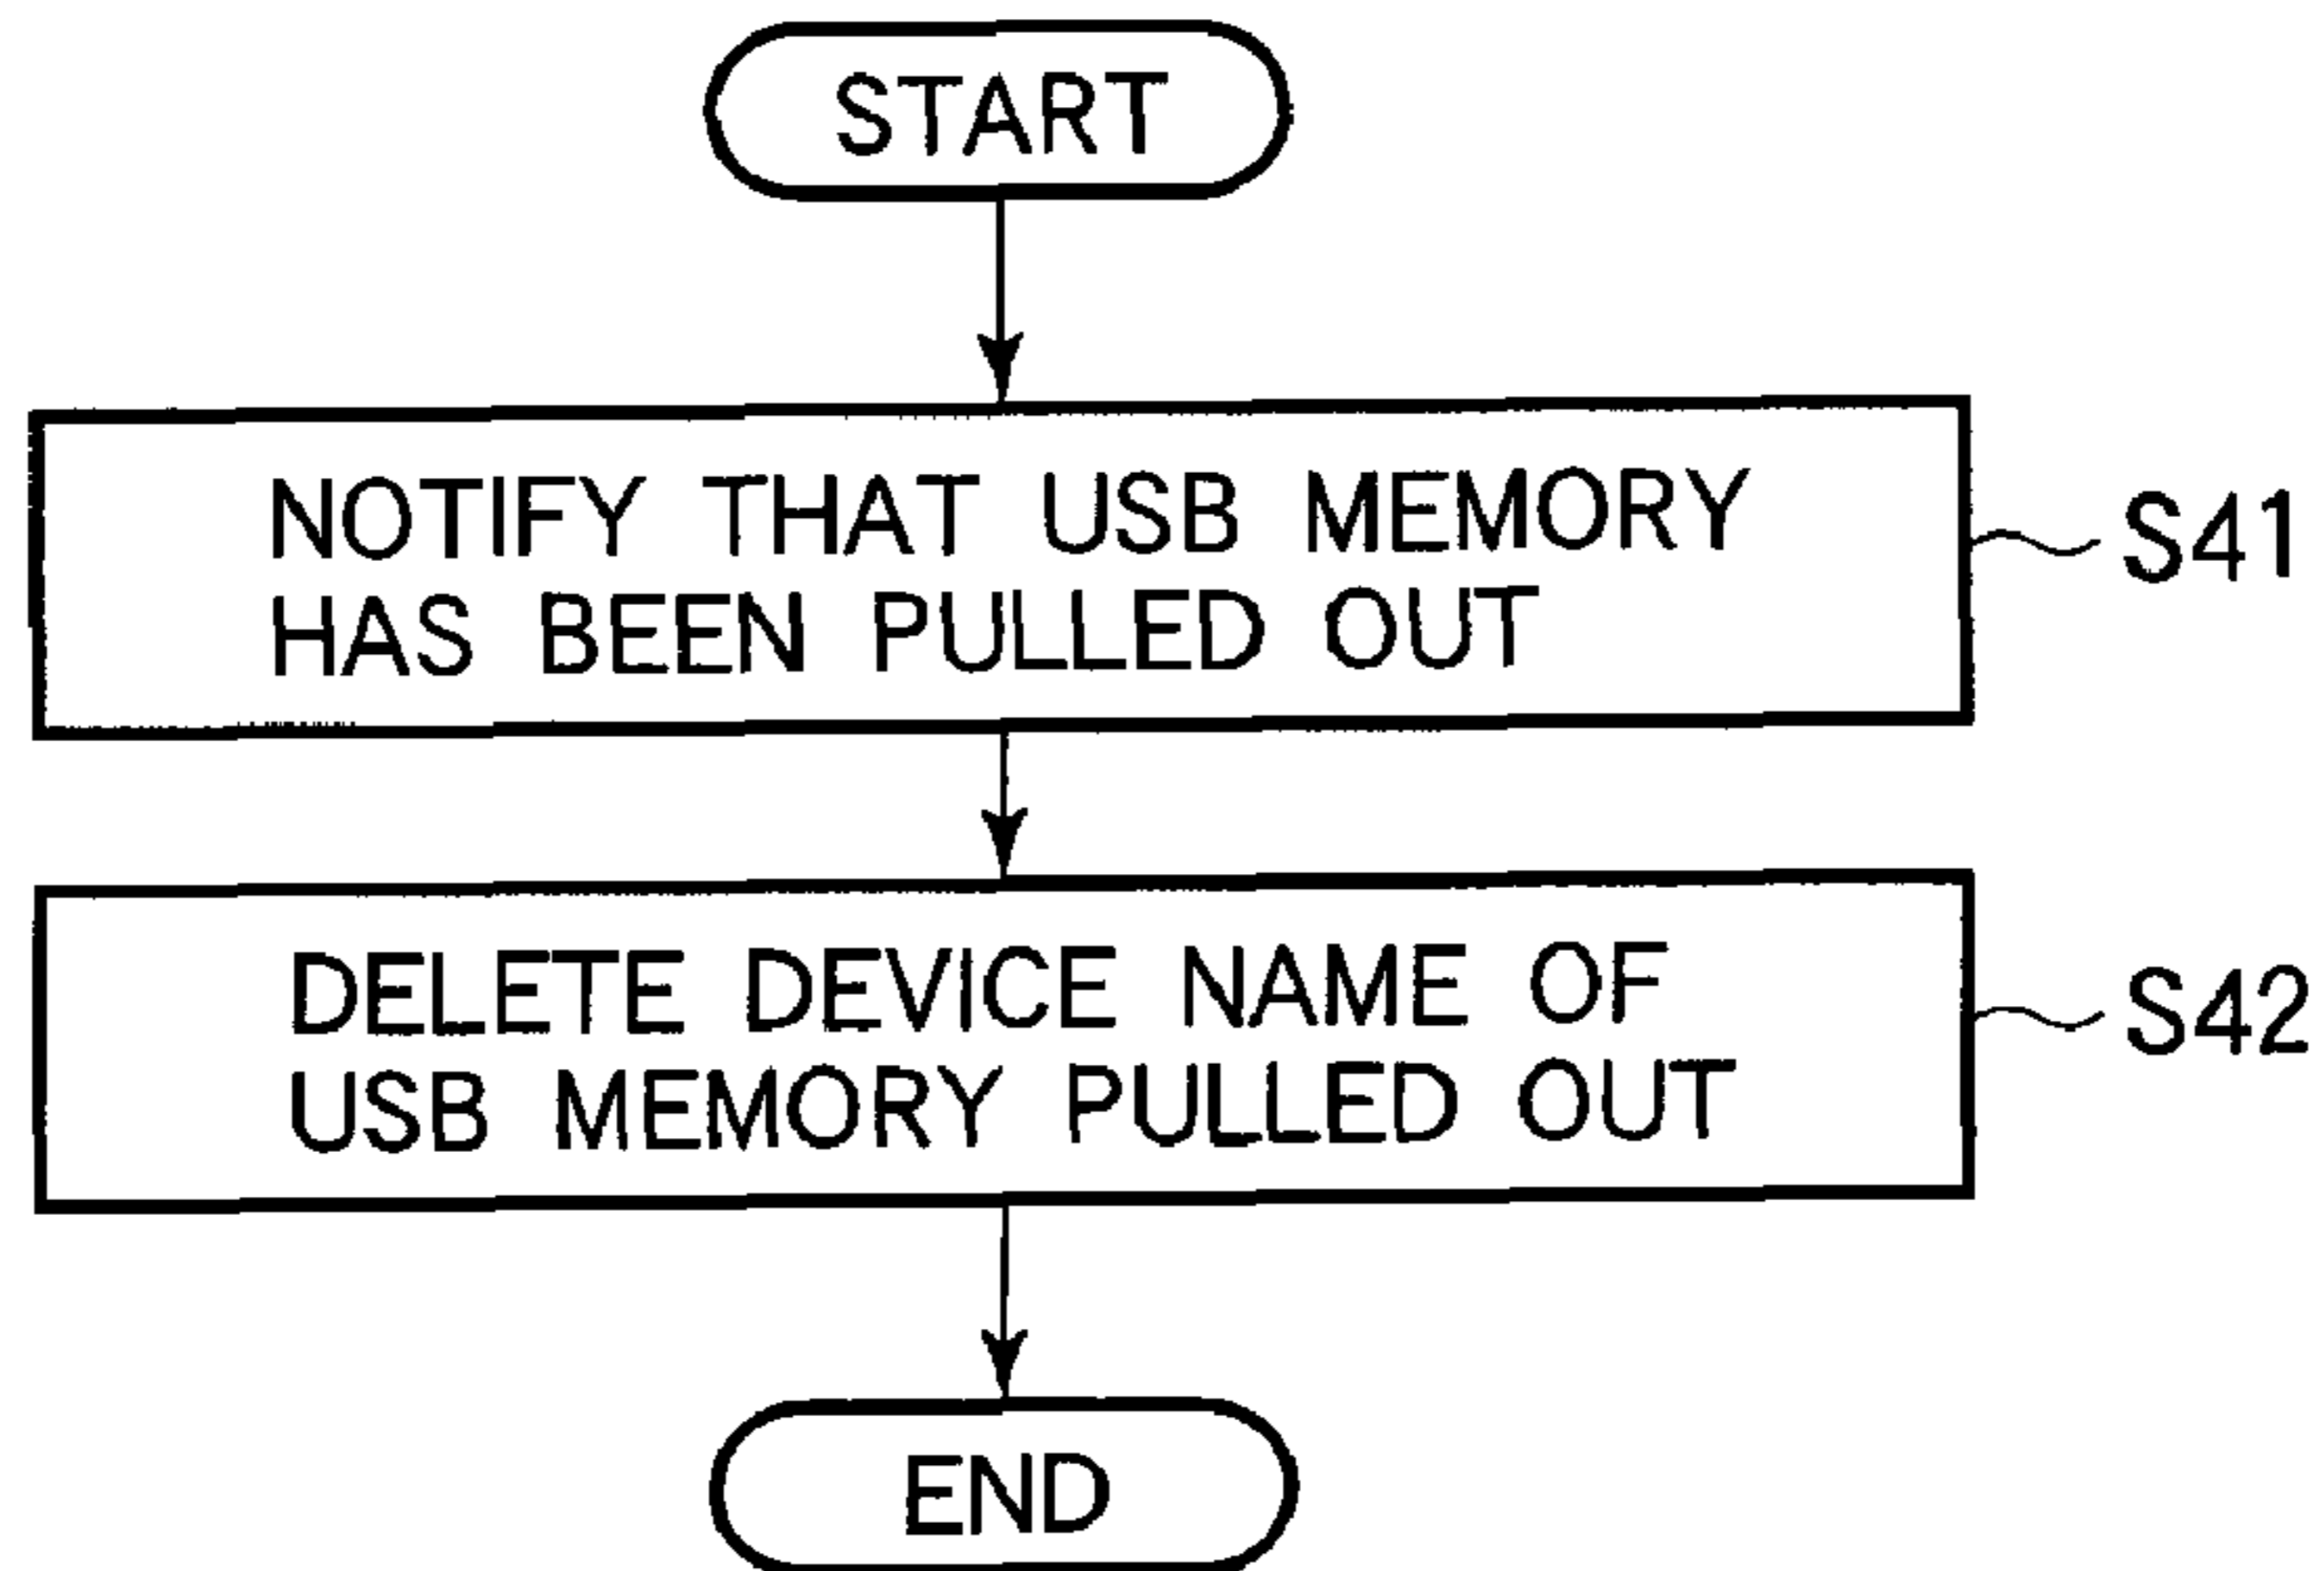 START
NOTIFY THAT USB MEMORY
HAS BEEN PULLED OUT
S41
DELETE DEVICE NAME OF
USB MEMORY PULLED OUT
S42
END